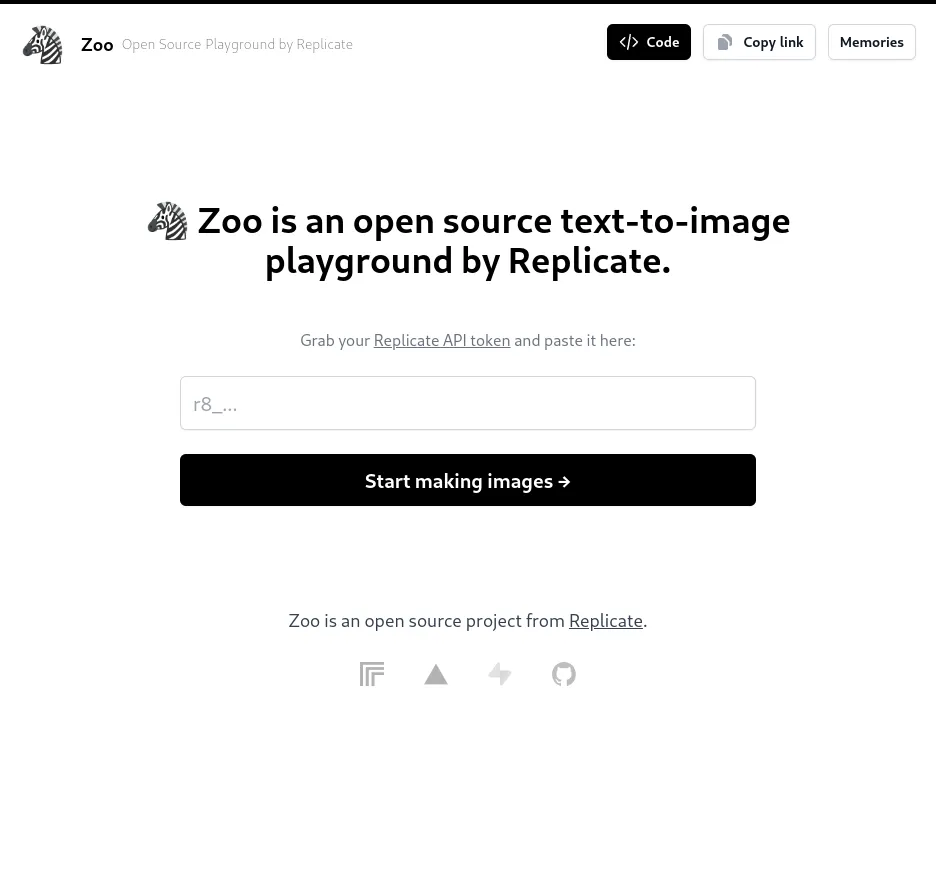 Zoo Open Source Playground by Replicate
Code
Copy link
Memories
Zoo is an open source text-to-image
playground by Replicate.
Grab your Replicate API token and paste it here:
r8_...
Start making images →
Zoo is an open source project from Replicate.